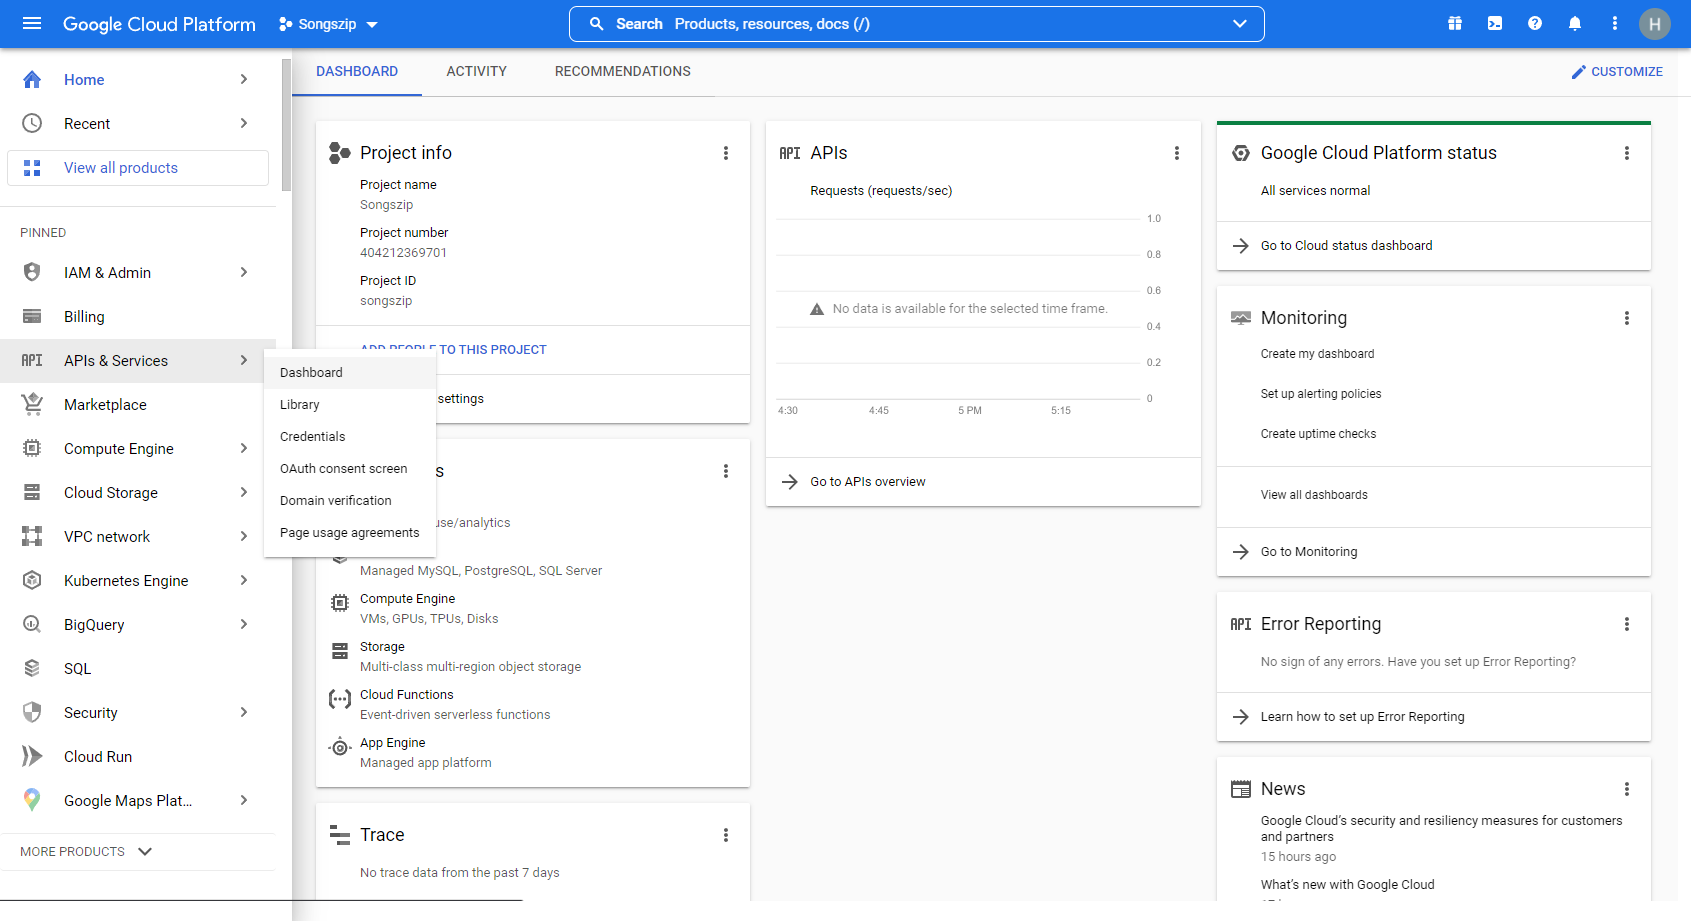 Google Cloud Platform
Songszip
Search Products, resources, docs (/)
H
Home
Recent
View all products
PINNED
IAM & Admin
Billing
API APIs & Services
Marketplace
Compute Engine
Cloud Storage
VPC network
Kubernetes Engine
BigQuery
SQL
Security
Cloud Run
Google Maps Plat...
MORE PRODUCTS
Dashboard
Library
Credentials
OAuth consent screen
Domain verification
Page usage agreements
DASHBOARD
ACTIVITY
RECOMMENDATIONS
CUSTOMIZE
Project info
Project name
Songszip
Project number
404212369701
Project ID
songszip
ADD PEOPLE TO THIS PROJECT
settings
s
use/analytics
Managed MySQL, PostgreSQL, SQL Server
Compute Engine
VMs, GPUs, TPUs, Disks
Storage
Multi-class multi-region object storage
Cloud Functions
Event-driven serverless functions
App Engine
Managed app platform
Trace
No trace data from the past 7 days
API APIs
Requests (requests/sec)
1.0
0.8
0.6
No data is available for the selected time frame.
0.4
0.2
0
4:30 4:45 5 PM 5:15
Go to APIs overview
Google Cloud Platform status
All services normal
Go to Cloud status dashboard
Monitoring
Create my dashboard
Set up alerting policies
Create uptime checks
View all dashboards
Go to Monitoring
API Error Reporting
No sign of any errors. Have you set up Error Reporting?
Learn how to set up Error Reporting
News
Google Cloud's security and resiliency measures for customers
and partners
15 hours ago
What's new with Google Cloud